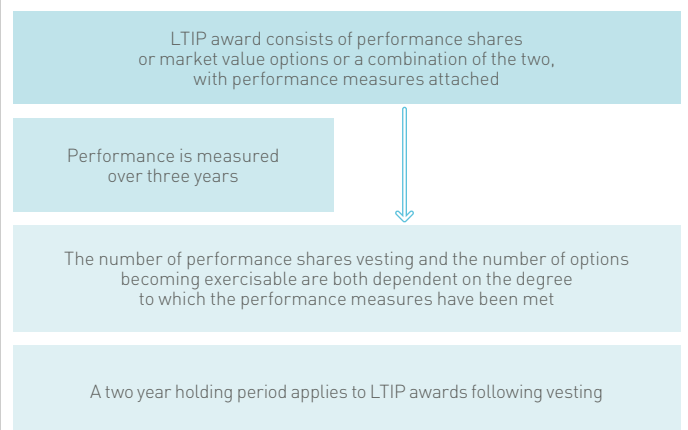 LTIP award consists of performance shares
or market value options or a combination of the two,
with performance measures attached
Performance is measured
over three years
The number of performance shares vesting and the number of options
becoming exercisable are both dependent on the degree
to which the performance measures have been met
A two year holding period applies to LTIP awards following vesting